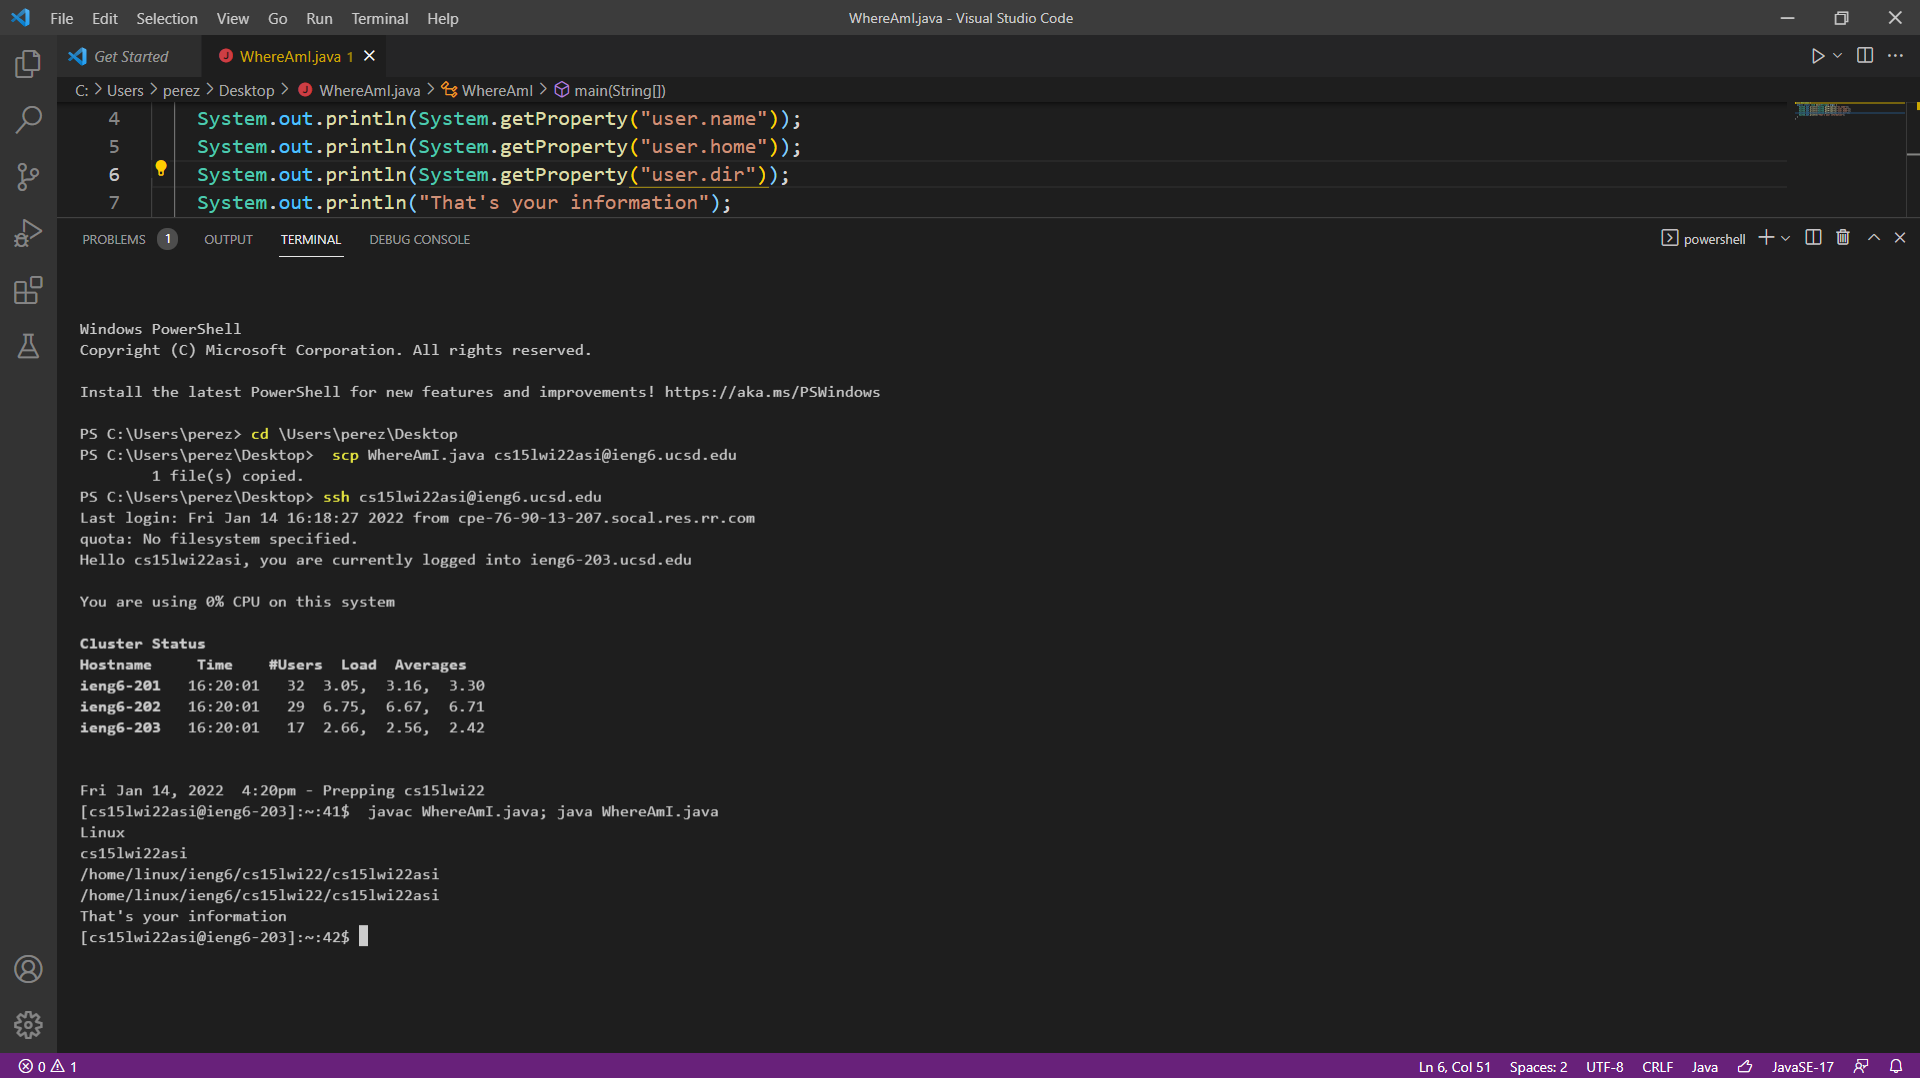 File Edit Selection View Go Run Terminal Help WhereAmI.java - Visual Studio Code
Get Started WhereAmI.java 1
C: > Users > perez > Desktop > WhereAmI.java > WhereAmI > main(String[])
4 System.out.println(System.getProperty("user.name"));
5 System.out.println(System.getProperty("user.home"));
6 System.out.println(System.getProperty("user.dir"));
7 System.out.println("That's your information");
PROBLEMS 1 OUTPUT TERMINAL DEBUG CONSOLE powershell
Windows PowerShell
Copyright (C) Microsoft Corporation. All rights reserved.
Install the latest PowerShell for new features and improvements! https://aka.ms/PSWindows
PS C:\Users\perez> cd \Users\perez\Desktop
PS C:\Users\perez\Desktop>  scp WhereAmI.java cs15lwi22asi@ieng6.ucsd.edu
1 file(s) copied.
PS C:\Users\perez\Desktop> ssh cs15lwi22asi@ieng6.ucsd.edu
Last login: Fri Jan 14 16:18:27 2022 from cpe-76-90-13-207.socal.res.rr.com
quota: No filesystem specified.
Hello cs15lwi22asi, you are currently logged into ieng6-203.ucsd.edu
You are using 0% CPU on this system
Cluster Status
Hostname     Time    #Users  Load  Averages
ieng6-201   16:20:01   32  3.05,  3.16,  3.30
ieng6-202   16:20:01   29  6.75,  6.67,  6.71
ieng6-203   16:20:01   17  2.66,  2.56,  2.42
Fri Jan 14, 2022  4:20pm - Prepping cs15lwi22
[cs15lwi22asi@ieng6-203]:~:41$  javac WhereAmI.java; java WhereAmI.java
Linux
cs15lwi22asi
/home/linux/ieng6/cs15lwi22/cs15lwi22asi
/home/linux/ieng6/cs15lwi22/cs15lwi22asi
That's your information
[cs15lwi22asi@ieng6-203]:~:42$
0 1 Ln 6, Col 51 Spaces: 2 UTF-8 CRLF Java JavaSE-17